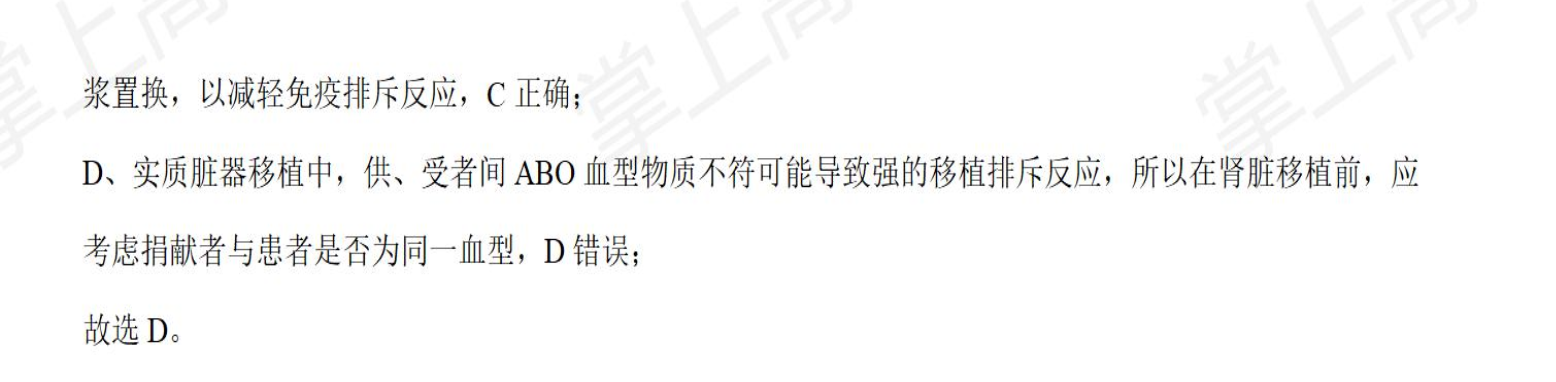 浆置换，以减轻免疫排斥反应，C 正确；
D、实质脏器移植中，供、受者间 ABO 血型物质不符可能导致强的移植排斥反应，所以在肾脏移植前，应
考虑捐献者与患者是否为同一血型，D 错误；
故选 D。